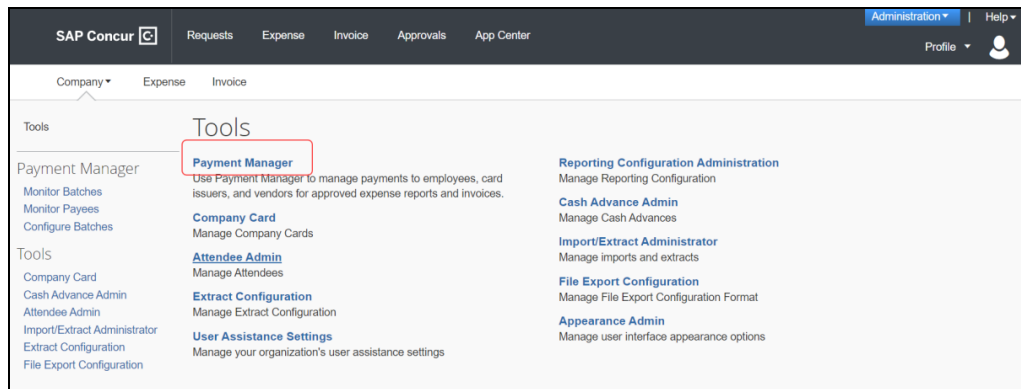 Administration | Help
SAP Concur C Requests Expense Invoice Approvals App Center
Profile
Company Expense Invoice
Tools
Payment Manager
Monitor Batches
Monitor Payees
Configure Batches
Tools
Company Card
Cash Advance Admin
Attendee Admin
Import/Extract Administrator
Extract Configuration
File Export Configuration
Tools
Payment Manager
Use Payment Manager to manage payments to employees, card
issuers, and vendors for approved expense reports and invoices.
Company Card
Manage Company Cards
Attendee Admin
Manage Attendees
Extract Configuration
Manage Extract Configuration
User Assistance Settings
Manage your organization's user assistance settings
Reporting Configuration Administration
Manage Reporting Configuration
Cash Advance Admin
Manage Cash Advances
Import/Extract Administrator
Manage imports and extracts
File Export Configuration
Manage File Export Configuration Format
Appearance Admin
Manage user interface appearance options